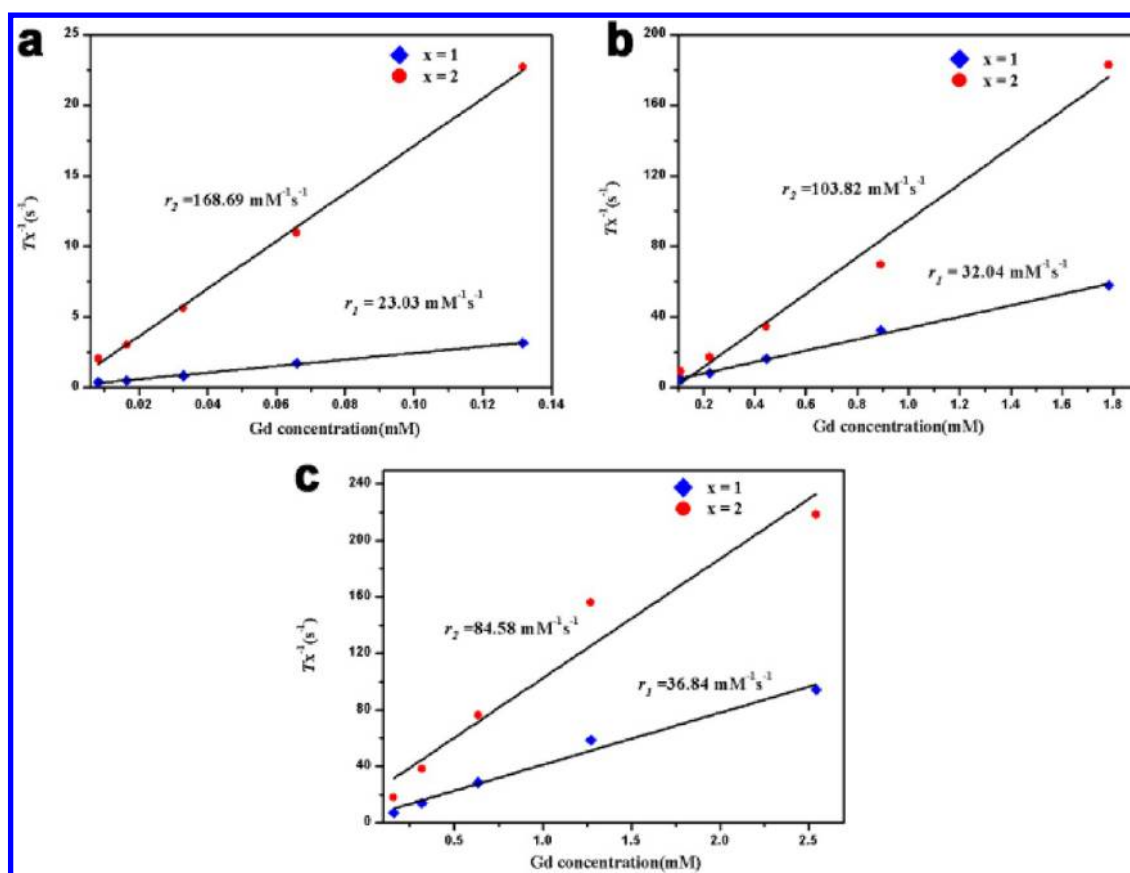 a
x = 1
x = 2
25
20
15
10
5
0
Tx⁻¹(s⁻¹)
r₂ =168.69 mM⁻¹s⁻¹
r₁ = 23.03 mM⁻¹s⁻¹
0.02 0.04 0.06 0.08 0.10 0.12 0.14
Gd concentration(mM)
b
x = 1
x = 2
200
160
120
80
40
0
Tx⁻¹(s⁻¹)
r₂ =103.82 mM⁻¹s⁻¹
r₁ = 32.04 mM⁻¹s⁻¹
0.2 0.4 0.6 0.8 1.0 1.2 1.4 1.6 1.8
Gd concentration(mM)
c
x = 1
x = 2
240
200
160
120
80
40
0
Tx⁻¹(s⁻¹)
r₂ =84.58 mM⁻¹s⁻¹
r₁ =36.84 mM⁻¹s⁻¹
0.5 1.0 1.5 2.0 2.5
Gd concentration(mM)